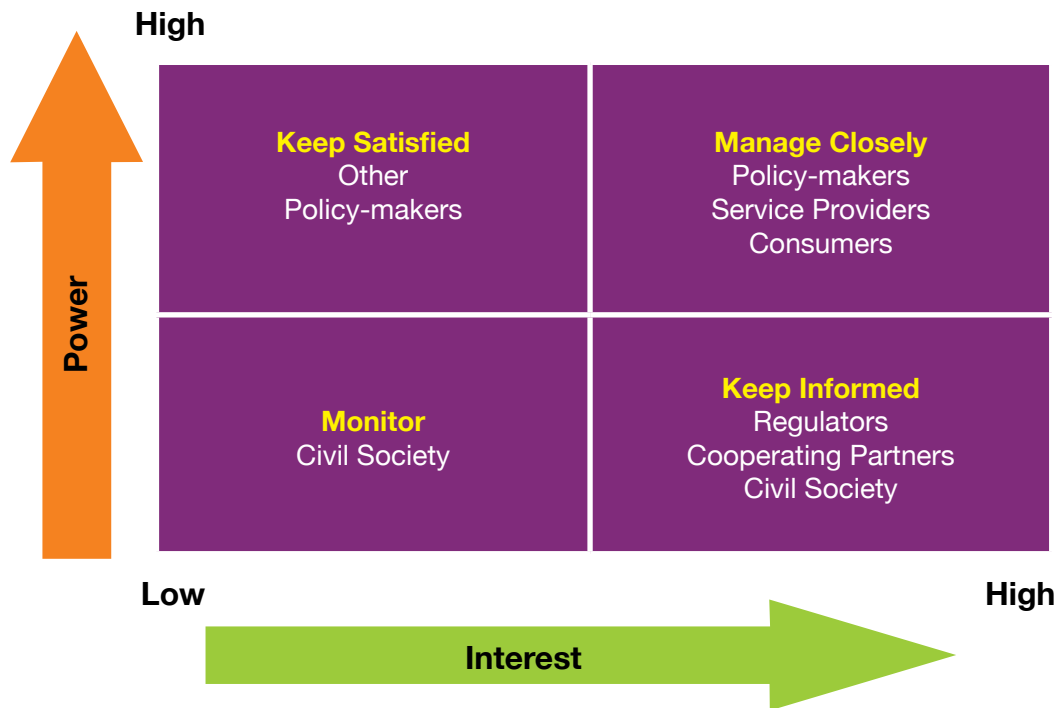 High
Keep Satisfied
Other
Policy-makers
Manage Closely
Policy-makers
Service Providers
Consumers
Power
Monitor
Civil Society
Keep Informed
Regulators
Cooperating Partners
Civil Society
Low
High
Interest